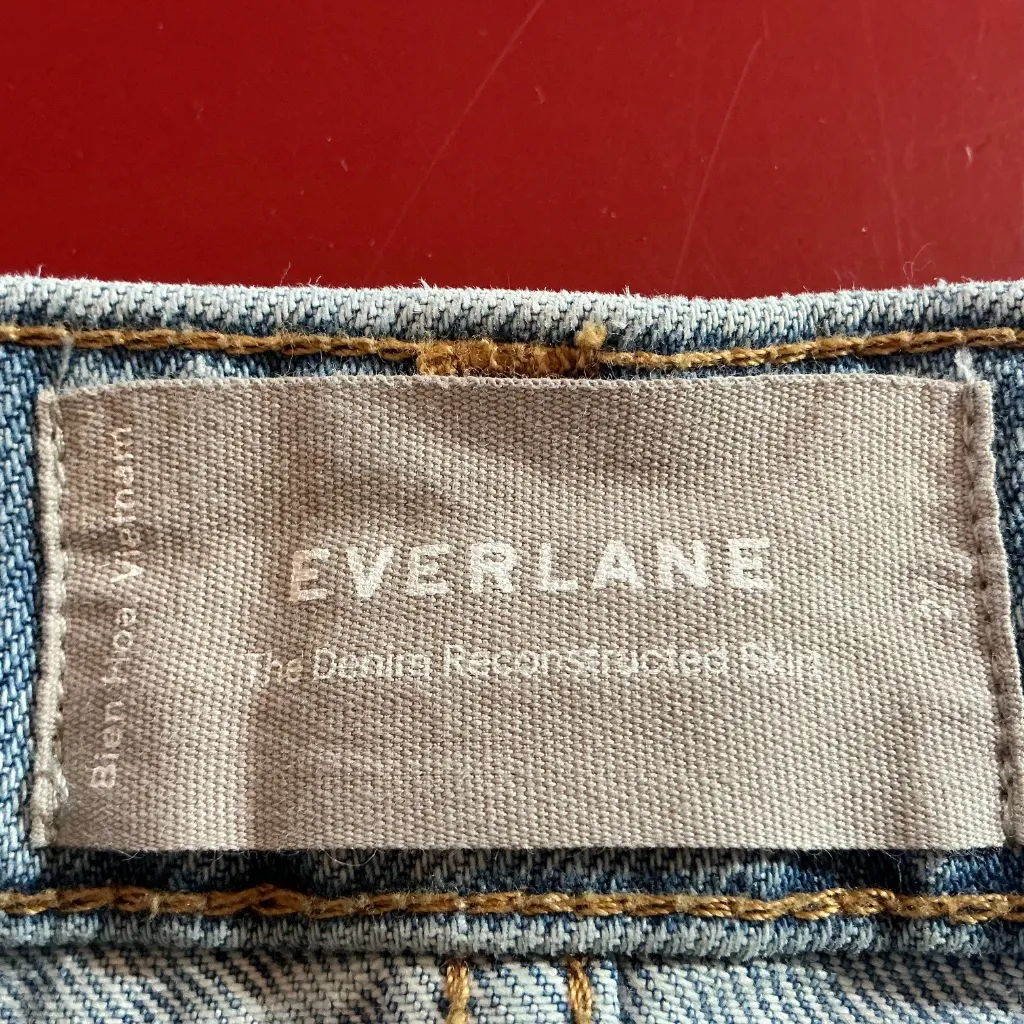 EVERLANE
The Denim Reconstructed Skirt
Bien Hoa, Vietnam